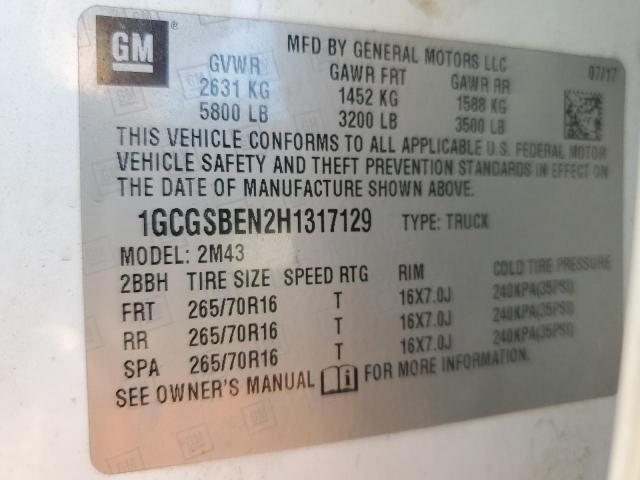 GM
MFD BY GENERAL MOTORS LLC
07/17
GVWR GAWR FRT GAWR RR
2631 KG 1452 KG 1588 KG
5800 LB 3200 LB 3500 LB
THIS VEHICLE CONFORMS TO ALL APPLICABLE U.S. FEDERAL MOTOR
VEHICLE SAFETY AND THEFT PREVENTION STANDARDS IN EFFECT ON
THE DATE OF MANUFACTURE SHOWN ABOVE.
1GCGSBEN2H1317129 TYPE: TRUCK
MODEL: 2M43
2BBH TIRE SIZE SPEED RTG RIM COLD TIRE PRESSURE
FRT 265/70R16 T 16X7.0J 240KPA(35PSI)
RR 265/70R16 T 16X7.0J 240KPA(35PSI)
SPA 265/70R16 T 16X7.0J 240KPA(35PSI)
SEE OWNER'S MANUAL FOR MORE INFORMATION.